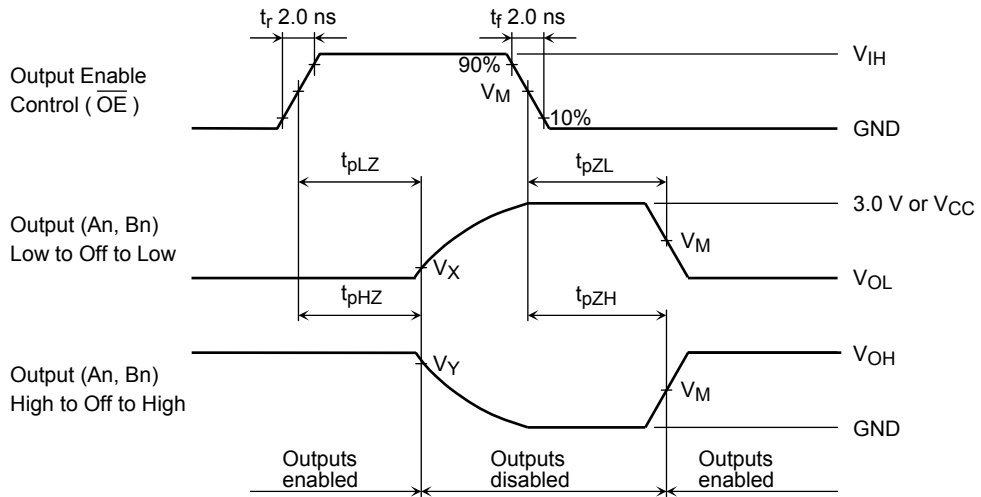 tr 2.0 ns
tf 2.0 ns
Output Enable
Control ( OE )
90%
VM
10%
VIH
GND
tpLZ
tpZL
Output (An, Bn)
Low to Off to Low
VX
VM
3.0 V or VCC
VOL
tpHZ
tpZH
Output (An, Bn)
High to Off to High
VY
VM
VOH
GND
Outputs
enabled
Outputs
disabled
Outputs
enabled